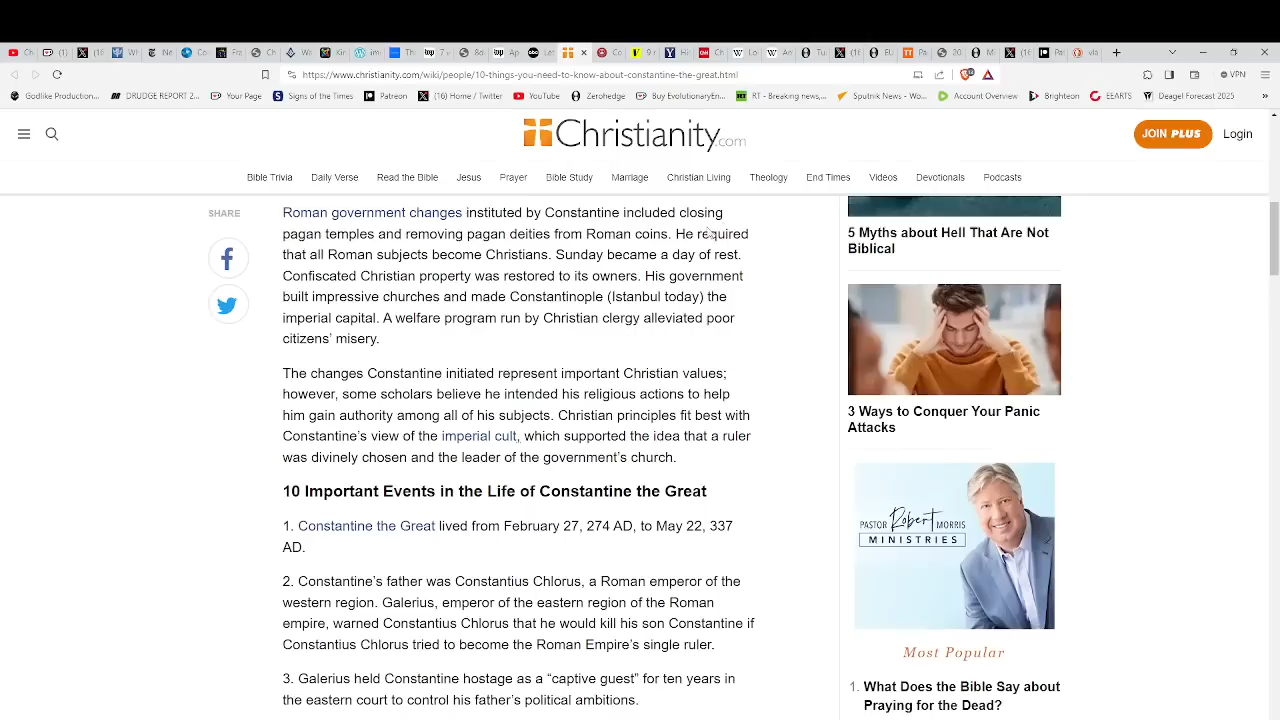 https://www.christianity.com/wiki/people/10-things-you-need-to-know-about-constantine-the-great.html
VPN
Godlike Productio...
DRUDGE REPORT 2...
Your Page
Signs of the Times
Patreon
(16) Home / Twitter
YouTube
Zerohedge
Buy EvolutionaryEn...
RT - Breaking news,...
Sputnik News - Wo...
Account Overview
Brighteon
EEARTS
Deagel Forecast 2025
»
Christianity.com
JOIN PLUS
Login
Bible Trivia
Daily Verse
Read the Bible
Jesus
Prayer
Bible Study
Marriage
Christian Living
Theology
End Times
Videos
Devotionals
Podcasts
SHARE
Roman government changes instituted by Constantine included closing
pagan temples and removing pagan deities from Roman coins. He required
that all Roman subjects become Christians. Sunday became a day of rest.
Confiscated Christian property was restored to its owners. His government
built impressive churches and made Constantinople (Istanbul today) the
imperial capital. A welfare program run by Christian clergy alleviated poor
citizens’ misery.
The changes Constantine initiated represent important Christian values;
however, some scholars believe he intended his religious actions to help
him gain authority among all of his subjects. Christian principles fit best with
Constantine’s view of the imperial cult, which supported the idea that a ruler
was divinely chosen and the leader of the government’s church.
10 Important Events in the Life of Constantine the Great
1. Constantine the Great lived from February 27, 274 AD, to May 22, 337
AD.
2. Constantine’s father was Constantius Chlorus, a Roman emperor of the
western region. Galerius, emperor of the eastern region of the Roman
empire, warned Constantius Chlorus that he would kill his son Constantine if
Constantius Chlorus tried to become the Roman Empire’s single ruler.
3. Galerius held Constantine hostage as a “captive guest” for ten years in
the eastern court to control his father’s political ambitions.
5 Myths about Hell That Are Not
Biblical
3 Ways to Conquer Your Panic
Attacks
PASTOR Robert MORRIS
MINISTRIES
Most Popular
1. What Does the Bible Say about
Praying for the Dead?